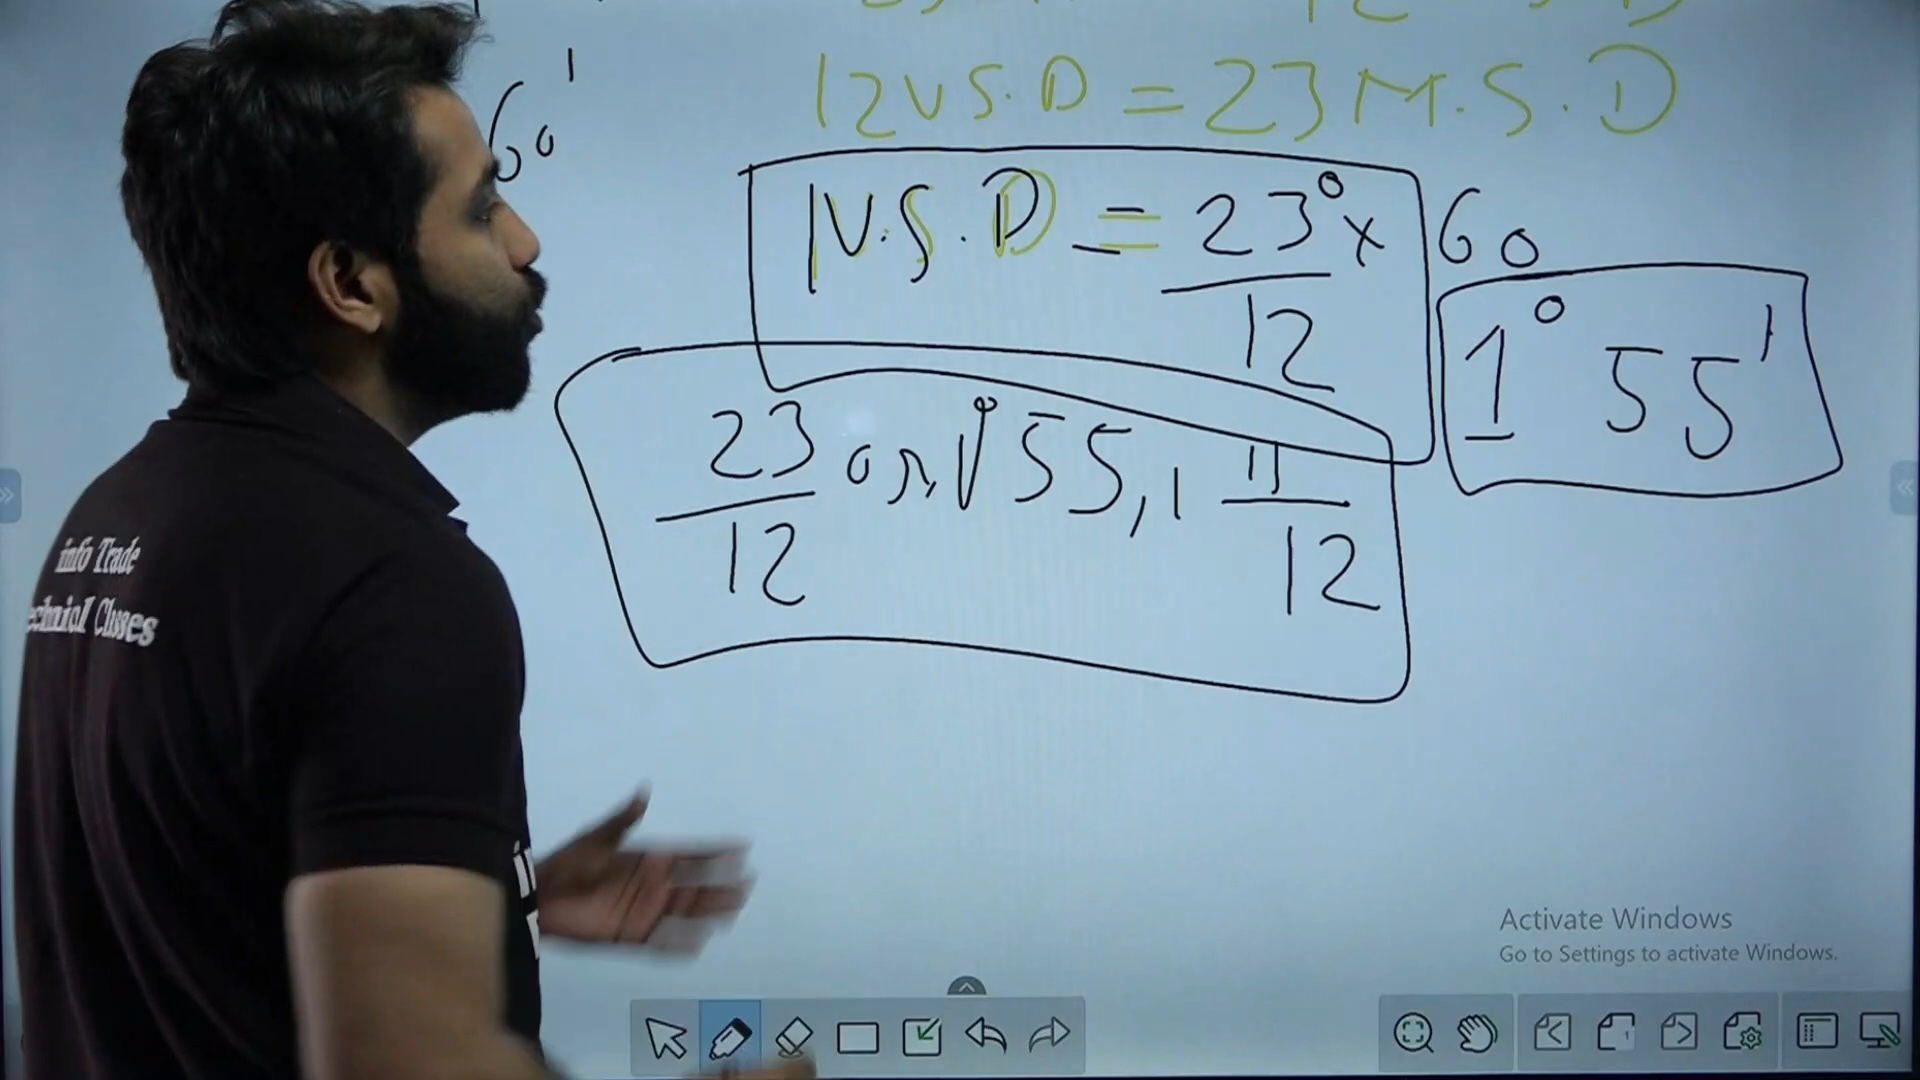 60'
12 V S.D = 23 M.S.D
1V.S.D = 23°/12 x 60
1° 55'
23/12 or, 1° 55, 1 11/12
info Trade
Technical Classes
Activate Windows
Go to Settings to activate Windows.